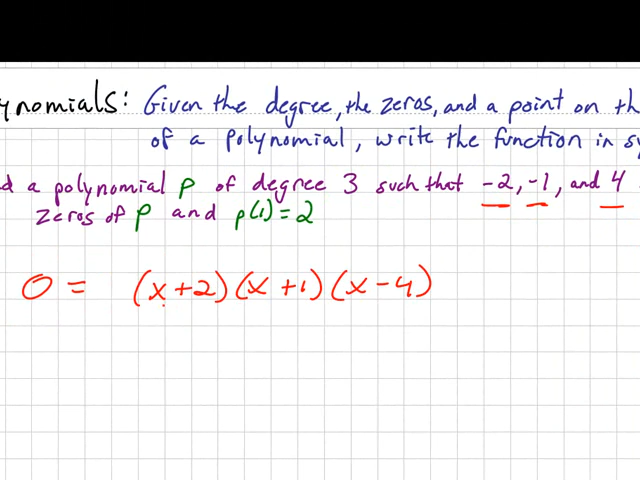 ynomials: Given the degree, the zeros, and a point on th
of a polynomial, write the function in sy
d a polynomial p of degree 3 such that -2, -1, and 4
zeros of p and p(1)=2
0 = (x+2)(x+1)(x-4)